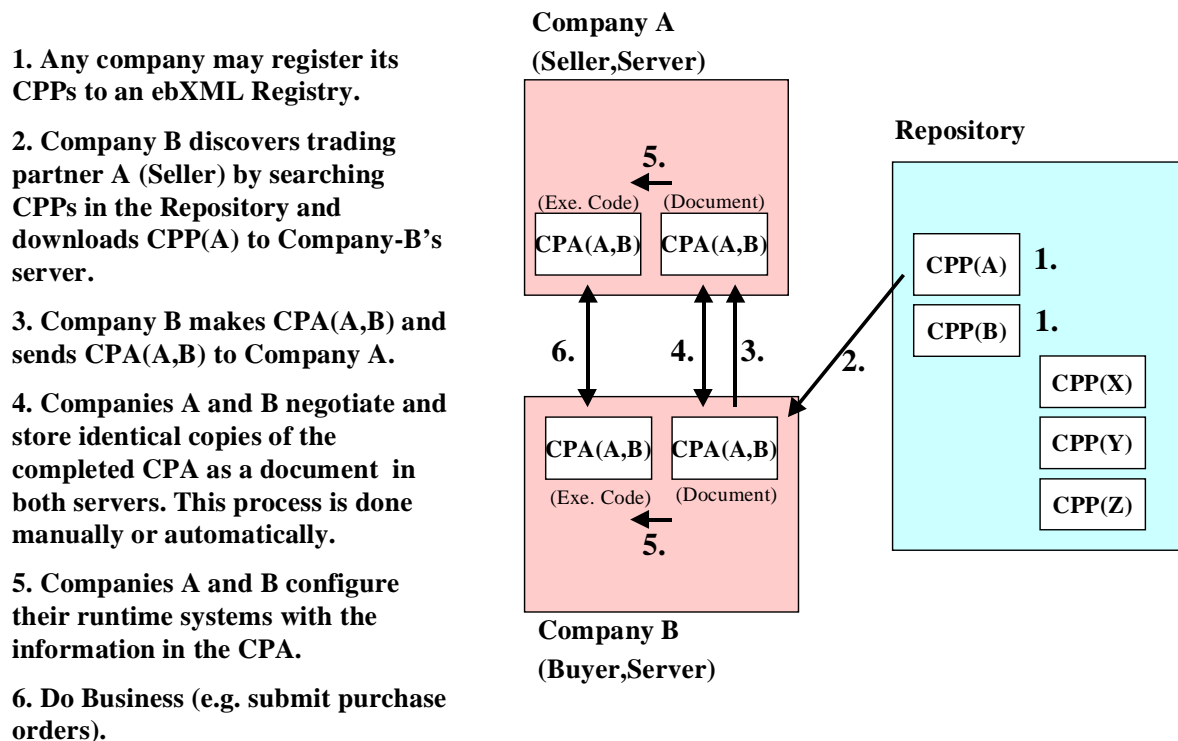 1. Any company may register its
CPPs to an ebXML Registry.
2. Company B discovers trading
partner A (Seller) by searching
CPPs in the Repository and
downloads CPP(A) to Company-B’s
server.
3. Company B makes CPA(A,B) and
sends CPA(A,B) to Company A.
4. Companies A and B negotiate and
store identical copies of the
completed CPA as a document in
both servers. This process is done
manually or automatically.
5. Companies A and B configure
their runtime systems with the
information in the CPA.
6. Do Business (e.g. submit purchase
orders).
Company A
(Seller,Server)
5.
(Exe. Code) (Document)
CPA(A,B) CPA(A,B)
6. 4. 3.
CPA(A,B) CPA(A,B)
(Exe. Code) (Document)
5.
Company B
(Buyer,Server)
2.
Repository
CPP(A) 1.
CPP(B) 1.
CPP(X)
CPP(Y)
CPP(Z)